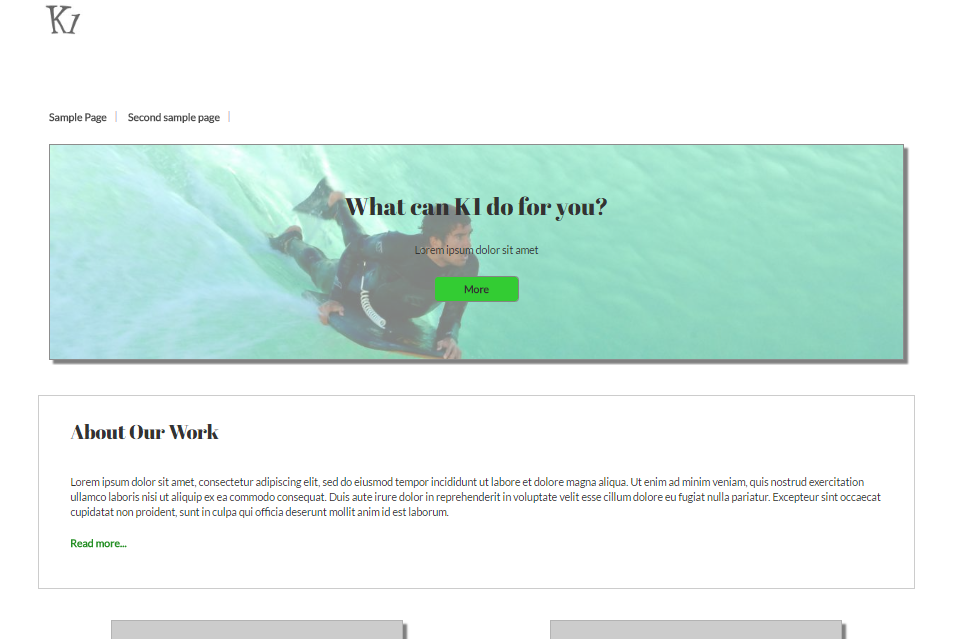 K1
Sample Page
Second sample page
What can K1 do for you?
Lorem ipsum dolor sit amet
More
About Our Work
Lorem ipsum dolor sit amet, consectetur adipiscing elit, sed do eiusmod tempor incididunt ut labore et dolore magna aliqua. Ut enim ad minim veniam, quis nostrud exercitation
ullamco laboris nisi ut aliquip ex ea commodo consequat. Duis aute irure dolor in reprehenderit in voluptate velit esse cillum dolore eu fugiat nulla pariatur. Excepteur sint occaecat
cupidatat non proident, sunt in culpa qui officia deserunt mollit anim id est laborum.
Read more...